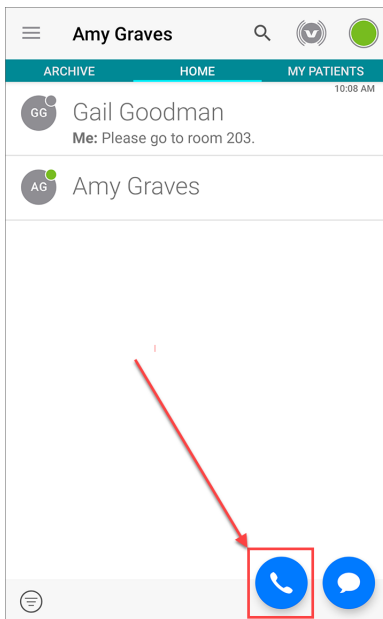 Amy Graves
ARCHIVE HOME MY PATIENTS
10:08 AM
GG Gail Goodman
Me: Please go to room 203.
AG Amy Graves